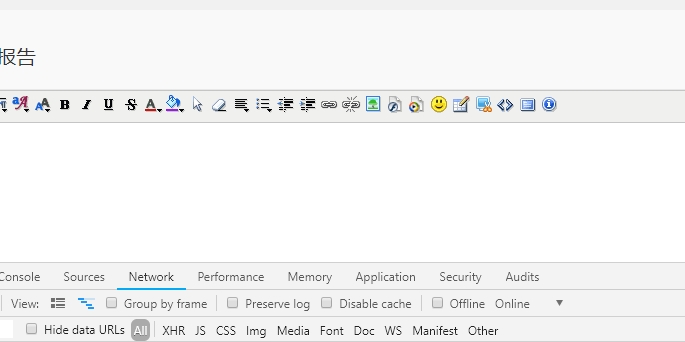 报告
Console Sources Network Performance Memory Application Security Audits
View: Group by frame Preserve log Disable cache Offline Online
Hide data URLs All XHR JS CSS Img Media Font Doc WS Manifest Other